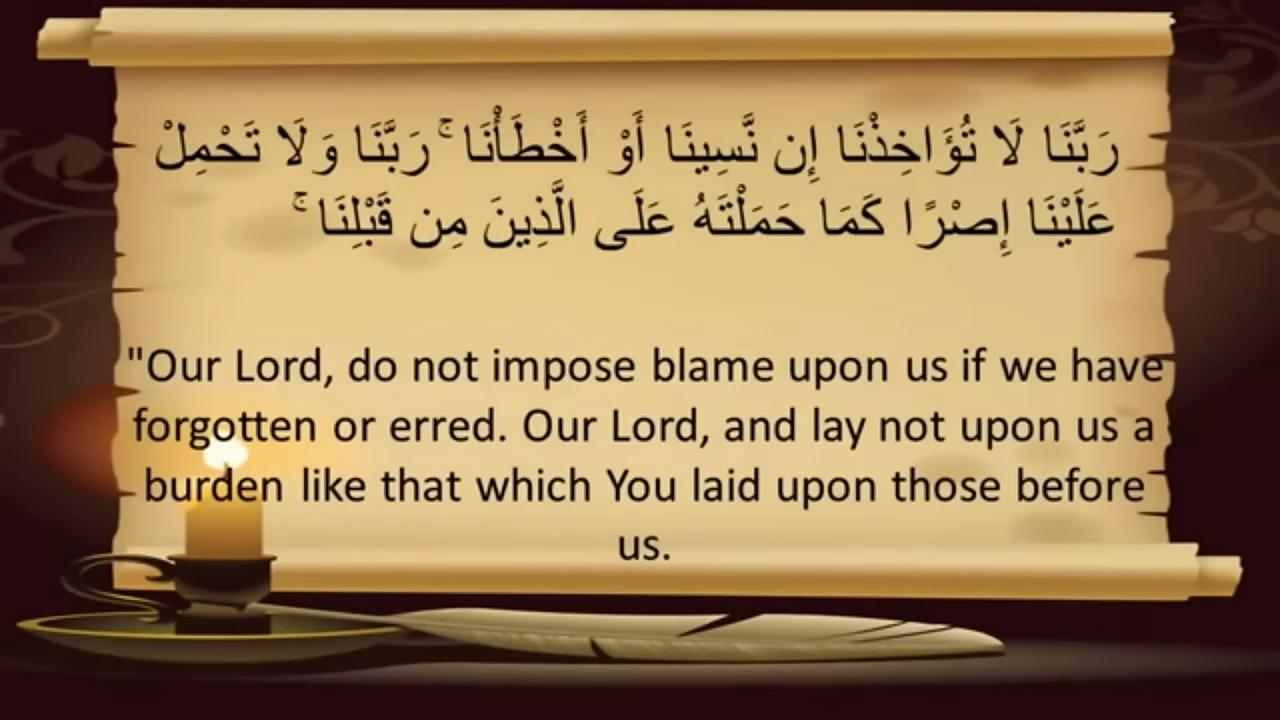 رَبَّنَا لَا تُؤَاخِذْنَا إِن نَّسِينَا أَوْ أَخْطَأْنَا ۚ رَبَّنَا وَلَا تَحْمِلْ
عَلَيْنَا إِصْرًا كَمَا حَمَلْتَهُ عَلَى الَّذِينَ مِن قَبْلِنَا ۚ
"Our Lord, do not impose blame upon us if we have
forgotten or erred. Our Lord, and lay not upon us a
burden like that which You laid upon those before
us.